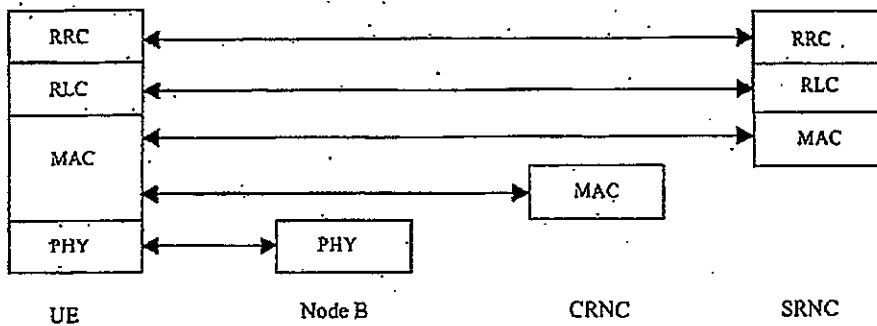 RRC RRC
RLC RLC
MAC MAC
MAC
PHY PHY
UE Node B CRNC SRNC